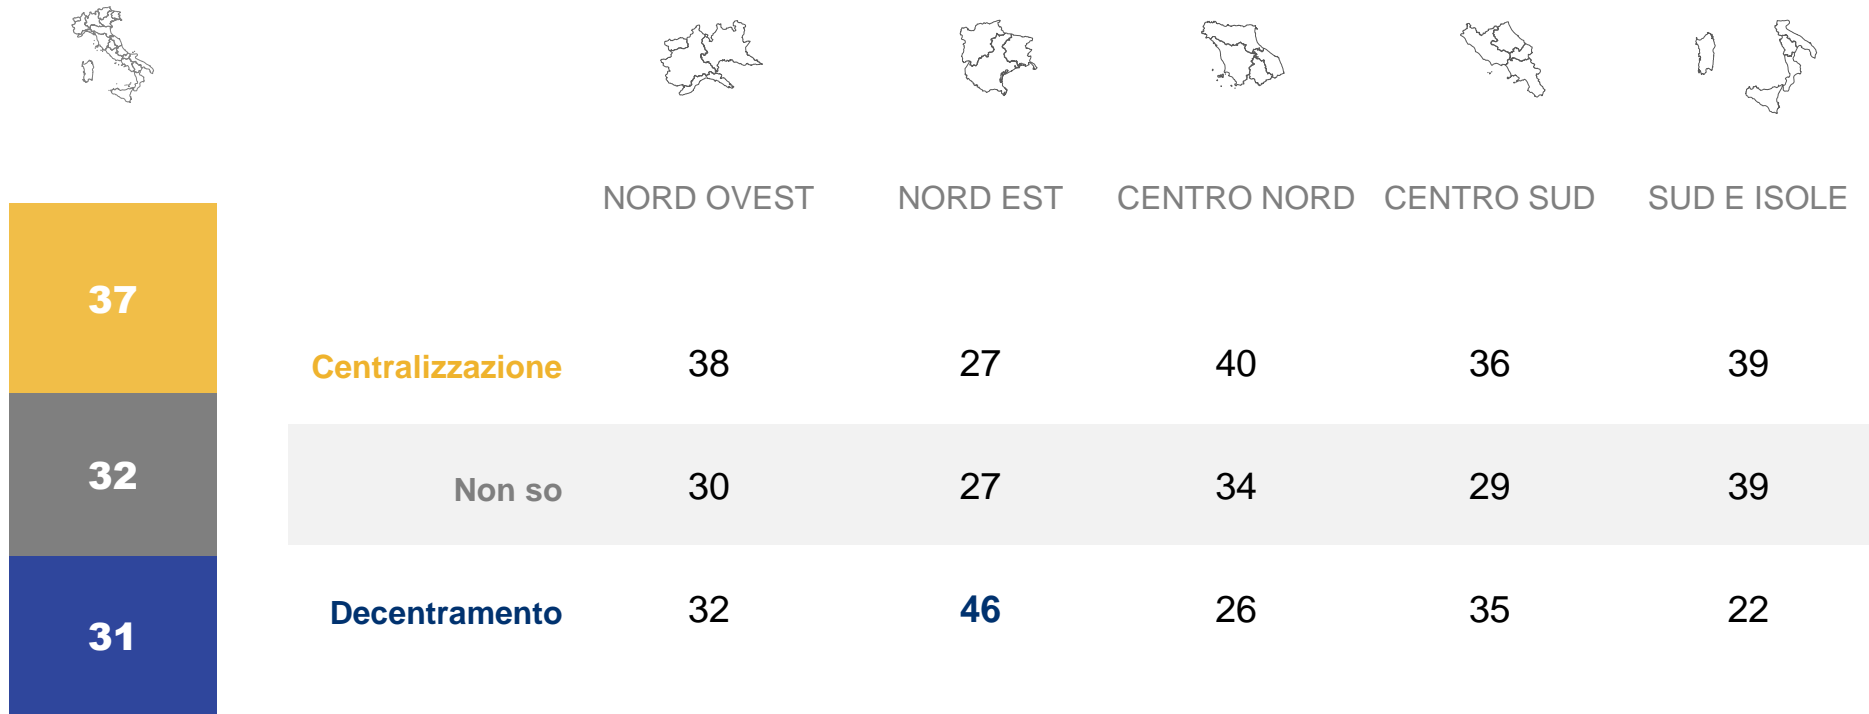 NORD OVEST NORD EST CENTRO NORD CENTRO SUD SUD E ISOLE
37
Centralizzazione 38 27 40 36 39
32
Non so 30 27 34 29 39
Decentramento 32 46 26 35 22
31